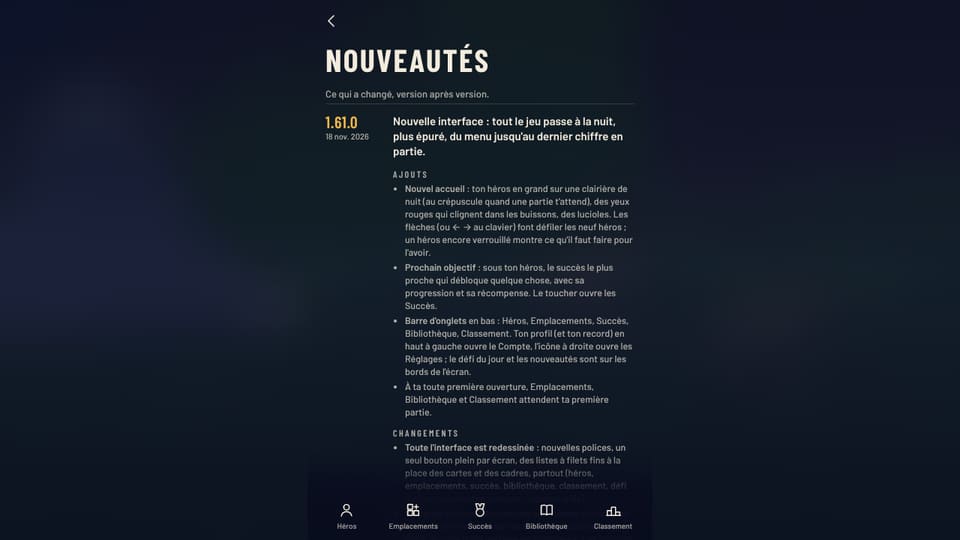 NOUVEAUTÉS
Ce qui a changé, version après version.
1.61.0
18 nov. 2026
Nouvelle interface : tout le jeu passe à la nuit,
plus épuré, du menu jusqu'au dernier chiffre en
partie.
AJOUTS
• Nouvel accueil : ton héros en grand sur une clairière de
nuit (au crépuscule quand une partie t'attend), des yeux
rouges qui clignent dans les buissons, des lucioles. Les
flèches (ou ← → au clavier) font défiler les neuf héros ;
un héros encore verrouillé montre ce qu'il faut faire pour
l'avoir.
• Prochain objectif : sous ton héros, le succès le plus
proche qui débloque quelque chose, avec sa
progression et sa récompense. Le toucher ouvre les
Succès.
• Barre d'onglets en bas : Héros, Emplacements, Succès,
Bibliothèque, Classement. Ton profil (et ton record) en
haut à gauche ouvre le Compte, l'icône à droite ouvre les
Réglages ; le défi du jour et les nouveautés sont sur les
bords de l'écran.
• À ta toute première ouverture, Emplacements,
Bibliothèque et Classement attendent ta première
partie.
CHANGEMENTS
• Toute l'interface est redessinée : nouvelles polices, un
seul bouton plein par écran, des listes à filets fins à la
place des cartes et des cadres, partout (héros,
emplacements, succès, bibliothèque, classement, défi
Héros
Emplacements
Succès
Bibliothèque
Classement